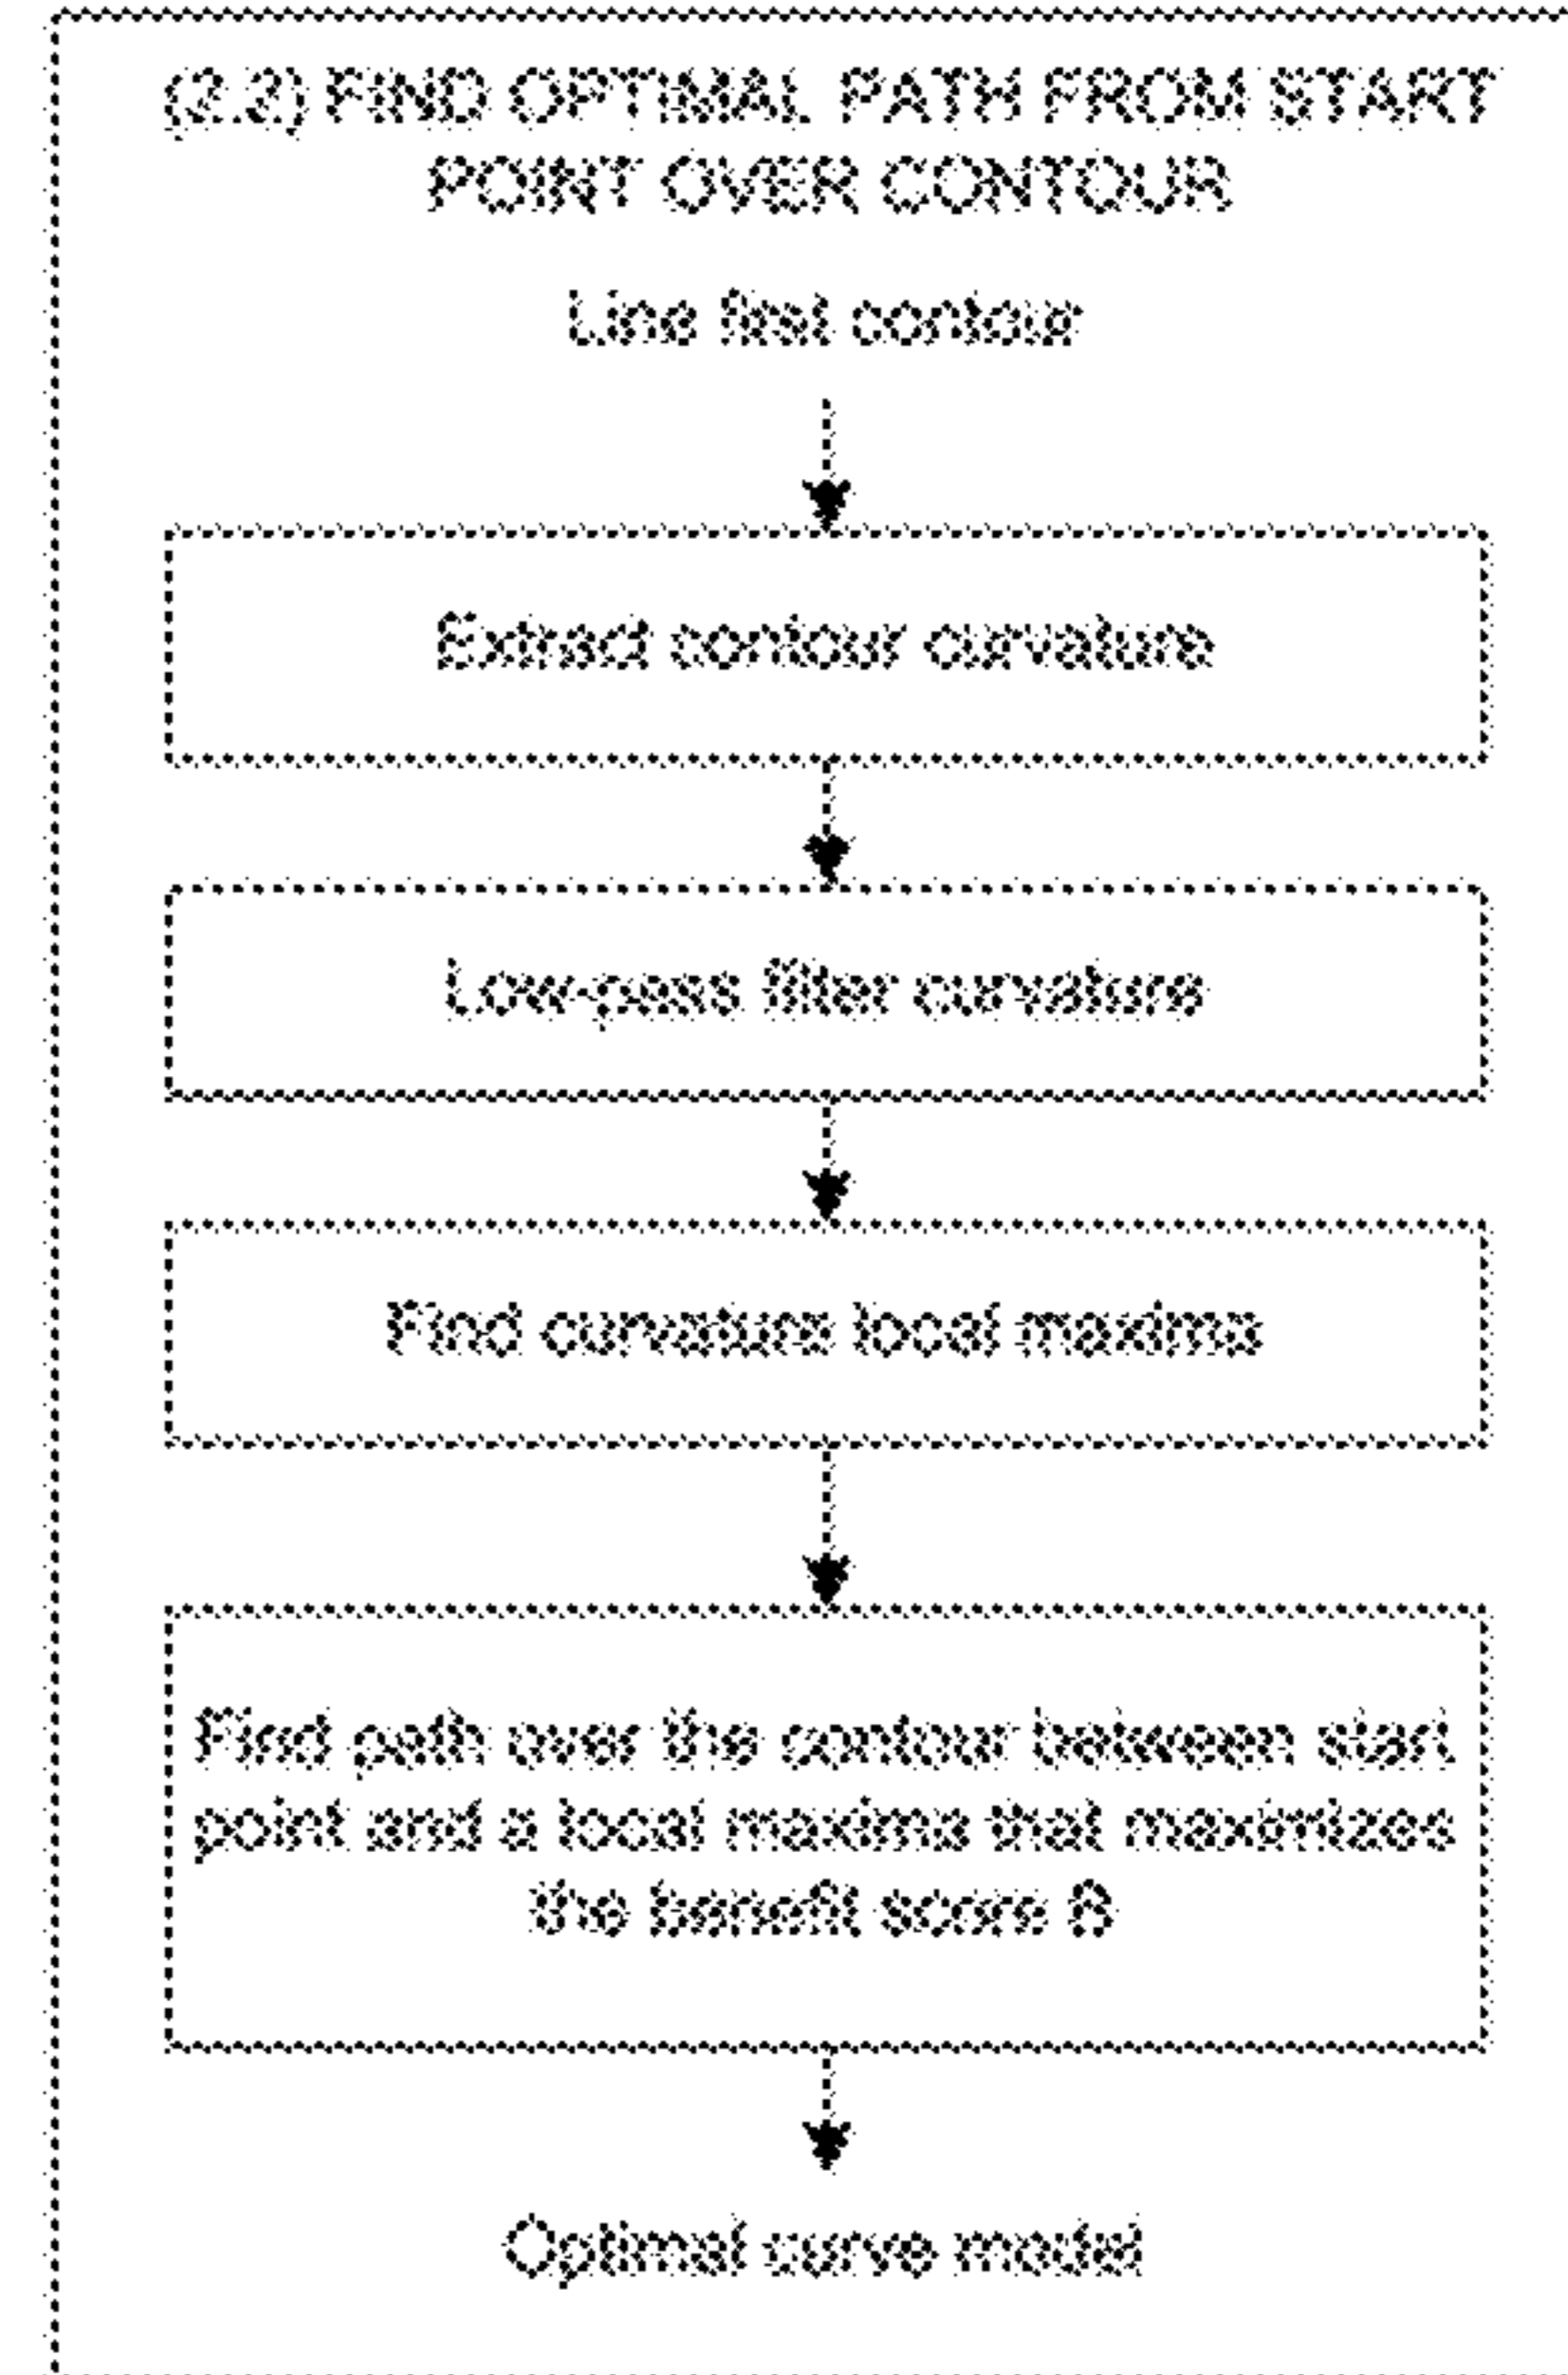 (2.2) FIND OPTIMAL PATH FROM START
POINT OVER CONTOUR
Line first contour
Extract contour curvature
Low-pass filter curvature
Find curvature local maxima
Find path over the contour between start
point and a local maxima that maximizes
the benefit score B
Optimal curve model